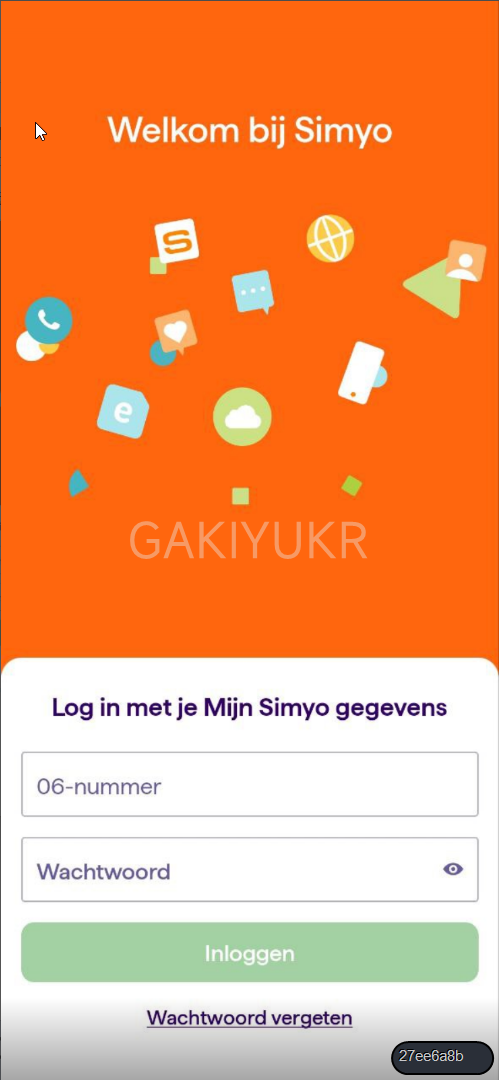 Welkom bij Simyo
S
e
GAKIYUKR
Log in met je Mijn Simyo gegevens
06-nummer
Wachtwoord
Inloggen
Wachtwoord vergeten
27ee6a8b